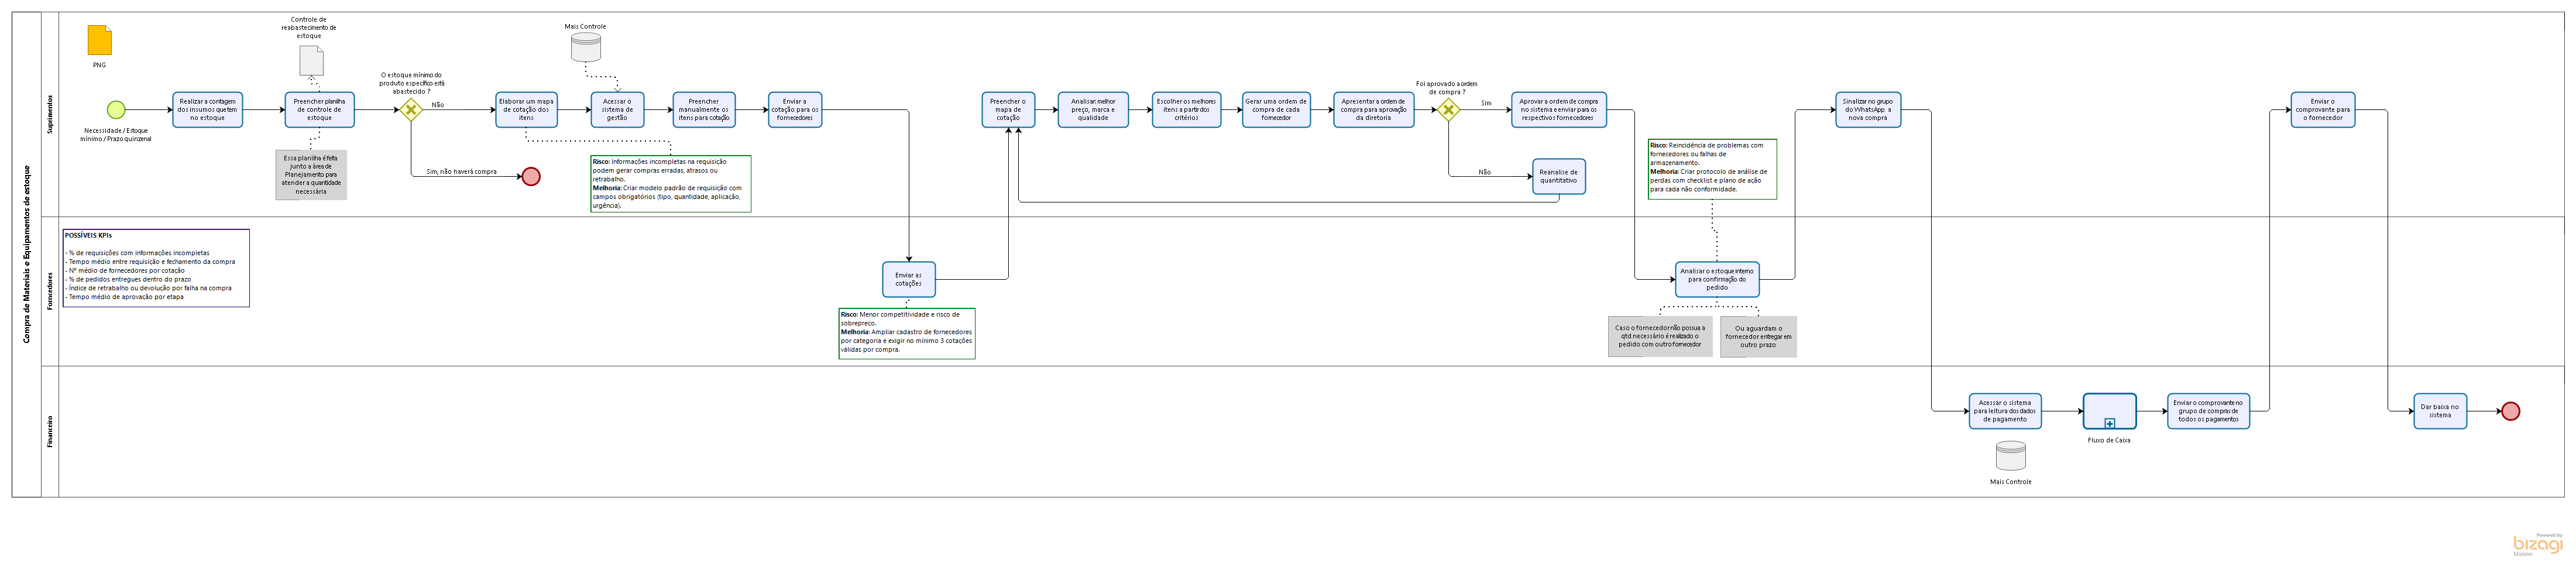 Compra de Materiais e Equipamentos de estoque
Suprimentos
PNG
Necessidade / Estoque
mínimo / Prazo quinzenal
Realizar a contagem
dos insumos que tem
no estoque
Controle de
reabastecimento de
estoque
Preencher planilha
de controle de
estoque
Essa planilha é feita
junto a área de
Planejamento para
atender a quantidade
necessária
O estoque mínimo do
produto específico está
abastecido ?
Não
Sim, não haverá compra
Elaborar um mapa
de cotação dos
itens
Mais Controle
Acessar o
sistema de
gestão
Preencher
manualmente os
itens para cotação
Enviar a
cotação para os
fornecedores
Risco: Informações incompletas na requisição
podem gerar compras erradas, atrasos ou
retrabalho.
Melhoria: Criar modelo padrão de requisição com
campos obrigatórios (tipo, quantidade, aplicação,
urgência).
Preencher o
mapa de
cotação
Analisar melhor
preço, marca e
qualidade
Escolher os melhores
itens a partir dos
critérios
Gerar uma ordem de
compra de cada
fornecedor
Apresentar a ordem de
compra para aprovação
da diretoria
Foi aprovado a ordem
de compra ?
Sim
Não
Aprovar a ordem de compra
no sistema e enviar para os
respectivos fornecedores
Reanalise de
quantitativo
Risco: Reincidência de problemas com
fornecedores ou falhas de
armazenamento.
Melhoria: Criar protocolo de análise de
perdas com checklist e plano de ação
para cada não conformidade.
Sinalizar no grupo
do WhatsApp a
nova compra
Enviar o
comprovante para
o fornecedor
Fornecedores
POSSÍVEIS KPIs
- % de requisições com informações incompletas
- Tempo médio entre requisição e fechamento da compra
- Nº médio de fornecedores por cotação
- % de pedidos entregues dentro do prazo
- Índice de retrabalho ou devolução por falha na compra
- Tempo médio de aprovação por etapa
Enviar as
cotações
Risco: Menor competitividade e risco de
sobrepreço.
Melhoria: Ampliar cadastro de fornecedores
por categoria e exigir no mínimo 3 cotações
válidas por compra.
Analisar o estoque interno
para confirmação do
pedido
Caso o fornecedor não possua a
qtd necessário é realizado o
pedido com outro fornecedor
Ou aguardam o
fornecedor entregar em
outro prazo
Financeiro
Acessar o sistema
para leitura dos dados
de pagamento
Mais Controle
Fluxo de Caixa
Enviar o comprovante no
grupo de compras de
todos os pagamentos
Dar baixa no
sistema
Powered by
bizagi
Modeler